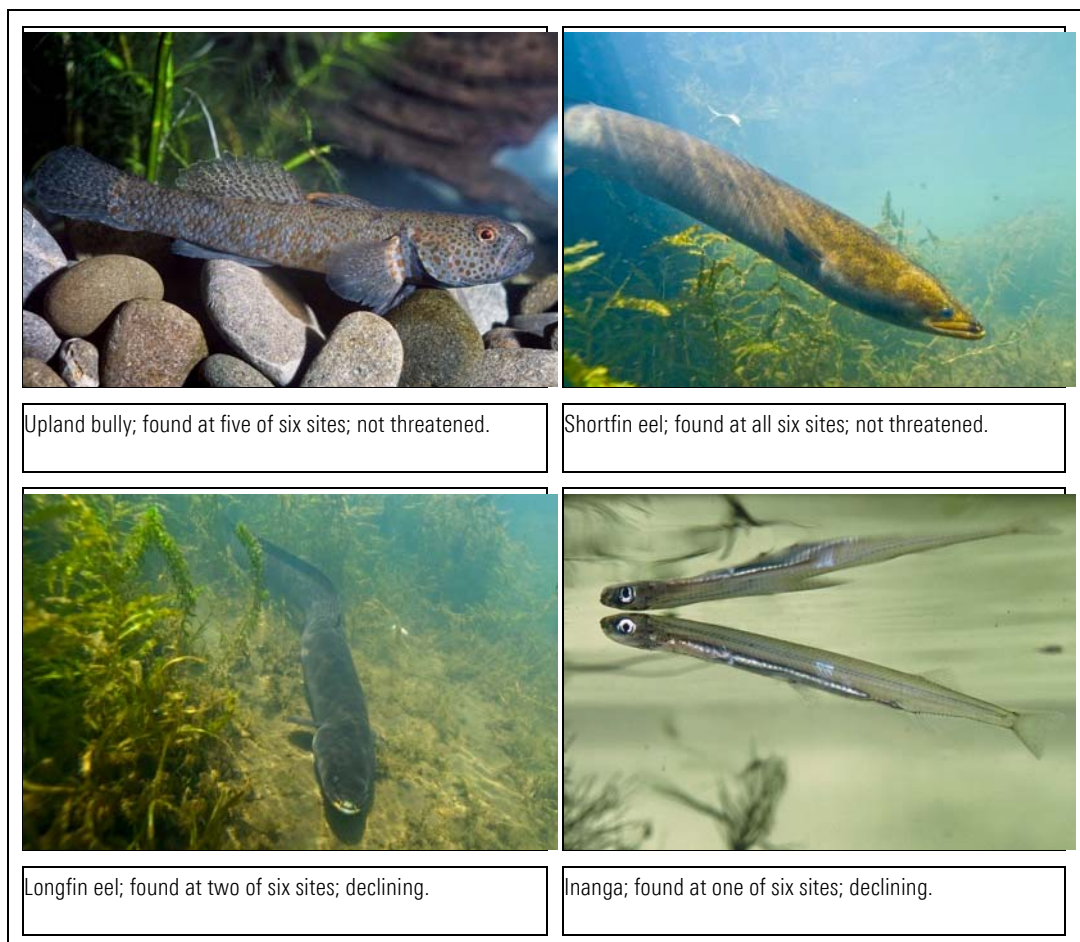 Upland bully; found at five of six sites; not threatened.
Shortfin eel; found at all six sites; not threatened.
Longfin eel; found at two of six sites; declining.
Inanga; found at one of six sites; declining.